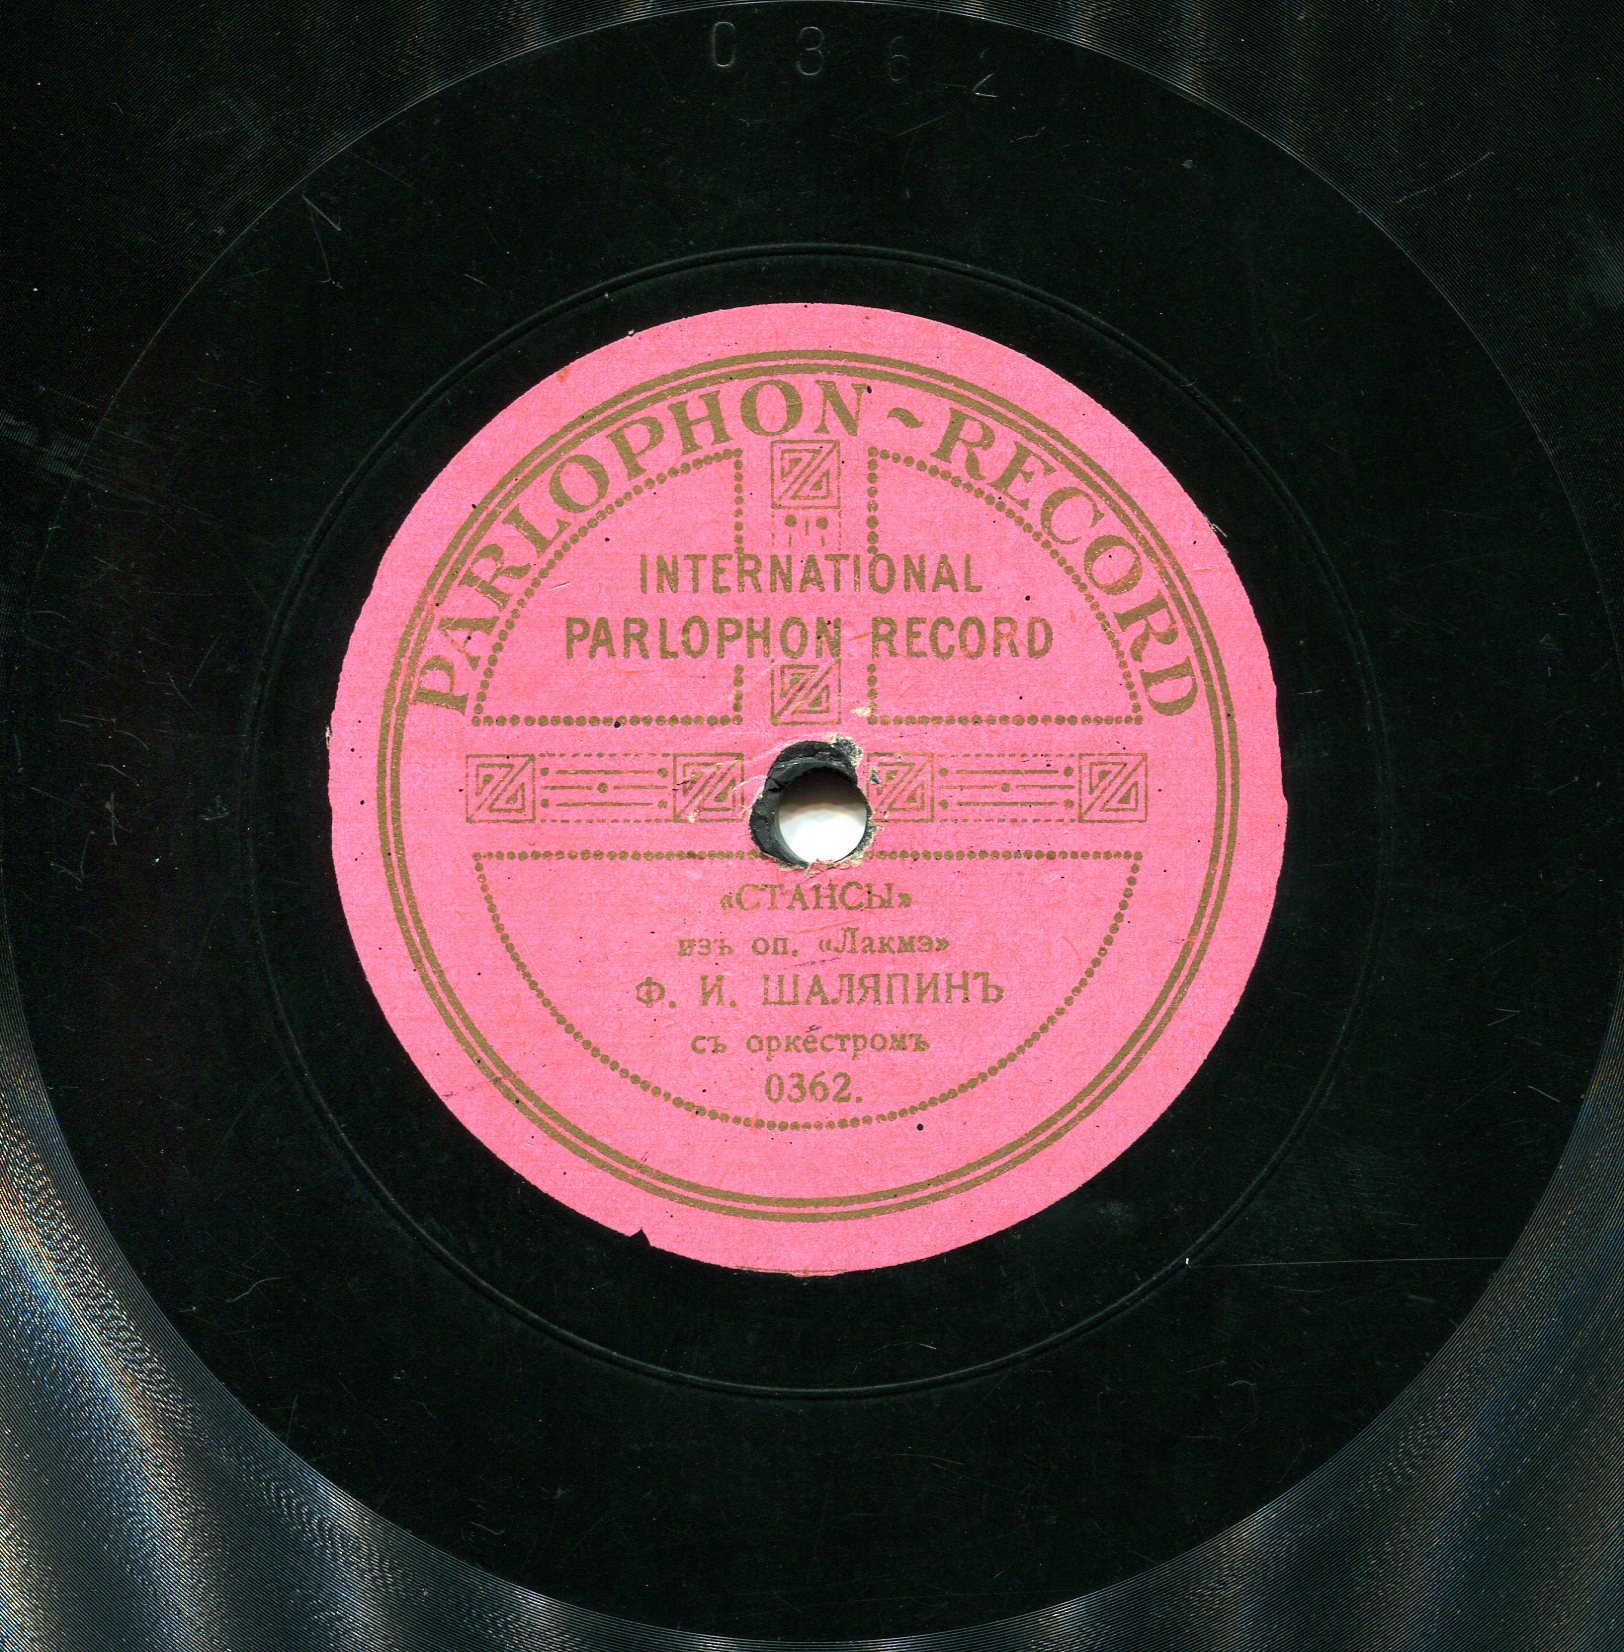 0362
PARLOPHON~RECORD
INTERNATIONAL
PARLOPHON RECORD
«СТАНСЫ»
изъ оп. «Лакмэ»
Ф. И. ШАЛЯПИНЪ
съ оркестромъ
0362.